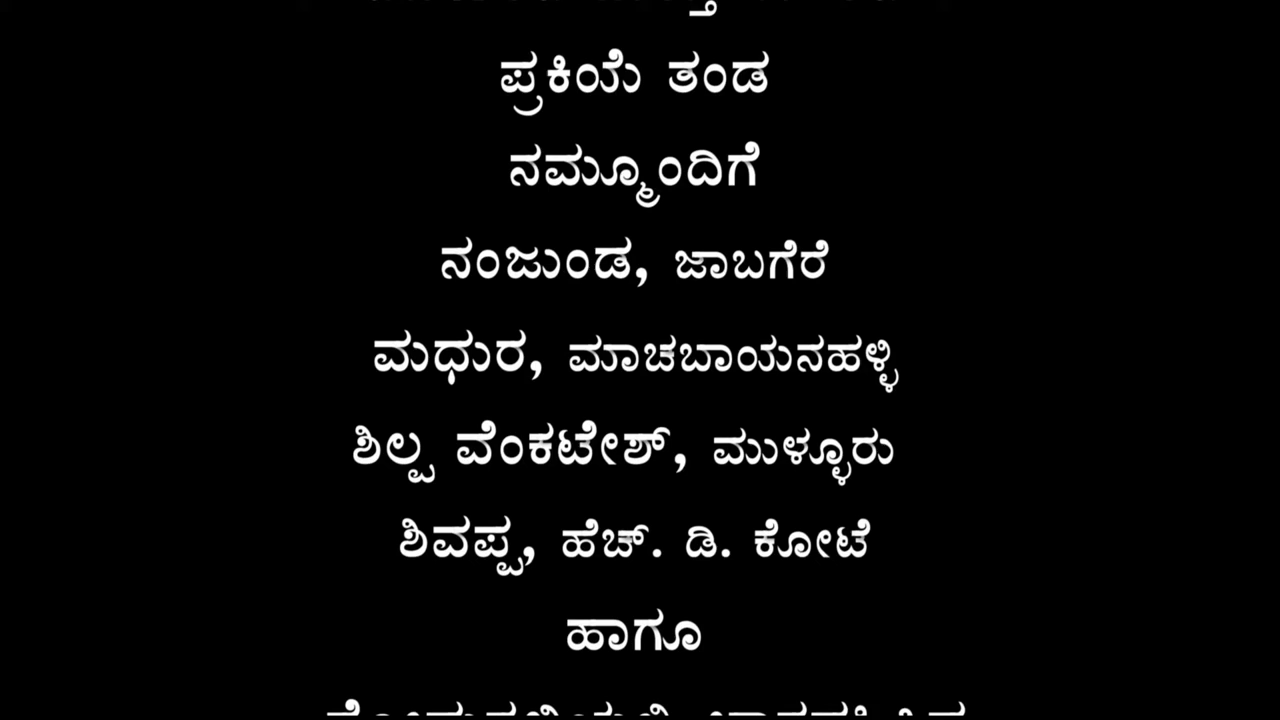 ಪ್ರಕಿಯೆ ತಂಡ
ನಮ್ಮೊಂದಿಗೆ
ನಂಜುಂಡ, ಜಾಬಗೆರೆ
ಮಧುರ, ಮಾಚಬಾಯನಹಳ್ಳಿ
ಶಿಲ್ಪ ವೆಂಕಟೇಶ್, ಮುಳ್ಳೂರು
ಶಿವಪ್ಪ, ಹೆಚ್. ಡಿ. ಕೋಟೆ
ಹಾಗೂ